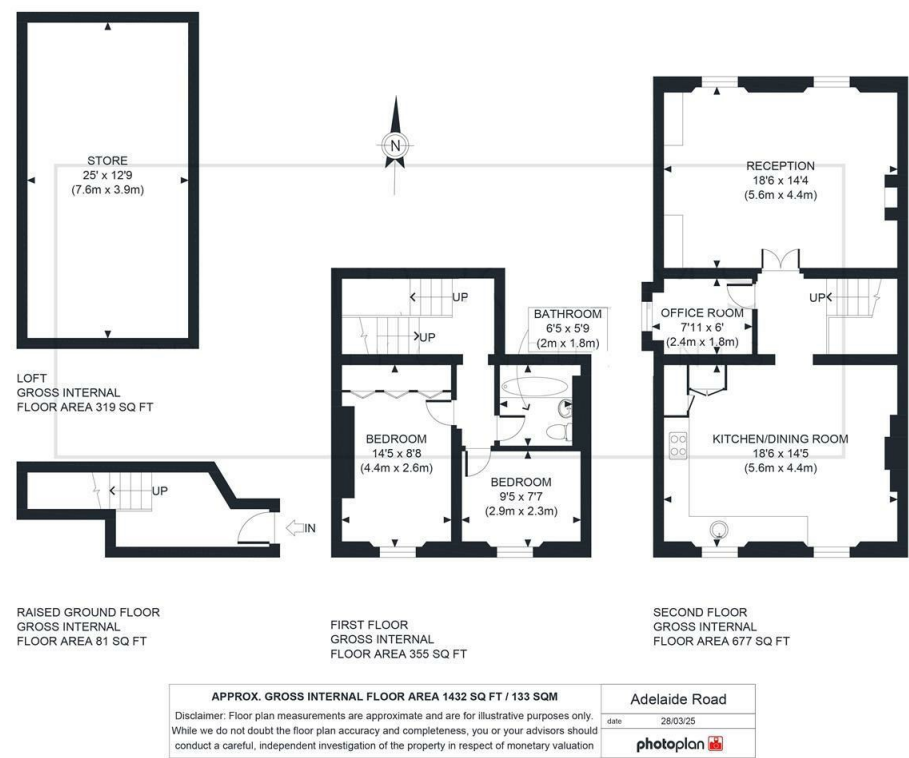 STORE
25' x 12'9
(7.6m x 3.9m)
LOFT
GROSS INTERNAL
FLOOR AREA 319 SQ FT
N
RECEPTION
18'6 x 14'4
(5.6m x 4.4m)
UP
UP
BATHROOM
6'5 x 5'9
(2m x 1.8m)
OFFICE ROOM
7'11 x 6'
(2.4m x 1.8m)
UP
BEDROOM
14'5 x 8'8
(4.4m x 2.6m)
BEDROOM
9'5 x 7'7
(2.9m x 2.3m)
KITCHEN/DINING ROOM
18'6 x 14'5
(5.6m x 4.4m)
UP
IN
RAISED GROUND FLOOR
GROSS INTERNAL
FLOOR AREA 81 SQ FT
FIRST FLOOR
GROSS INTERNAL
FLOOR AREA 355 SQ FT
SECOND FLOOR
GROSS INTERNAL
FLOOR AREA 677 SQ FT
APPROX. GROSS INTERNAL FLOOR AREA 1432 SQ FT / 133 SQM
Disclaimer: Floor plan measurements are approximate and are for illustrative purposes only.
While we do not doubt the floor plan accuracy and completeness, you or your advisors should
conduct a careful, independent investigation of the property in respect of monetary valuation
Adelaide Road
date 28/03/25
photoplan